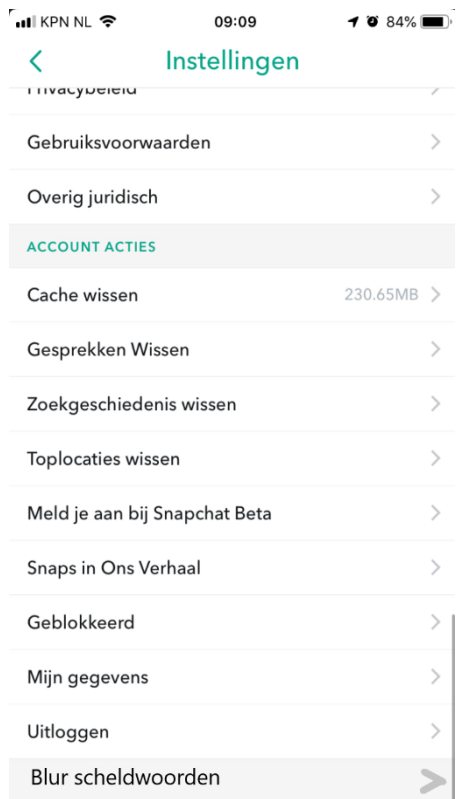 KPN NL 09:09 84%
Instellingen
Privacybeleid
Gebruiksvoorwaarden
Overig juridisch
ACCOUNT ACTIES
Cache wissen 230.65MB
Gesprekken Wissen
Zoekgeschiedenis wissen
Toplocaties wissen
Meld je aan bij Snapchat Beta
Snaps in Ons Verhaal
Geblokkeerd
Mijn gegevens
Uitloggen
Blur scheldwoorden